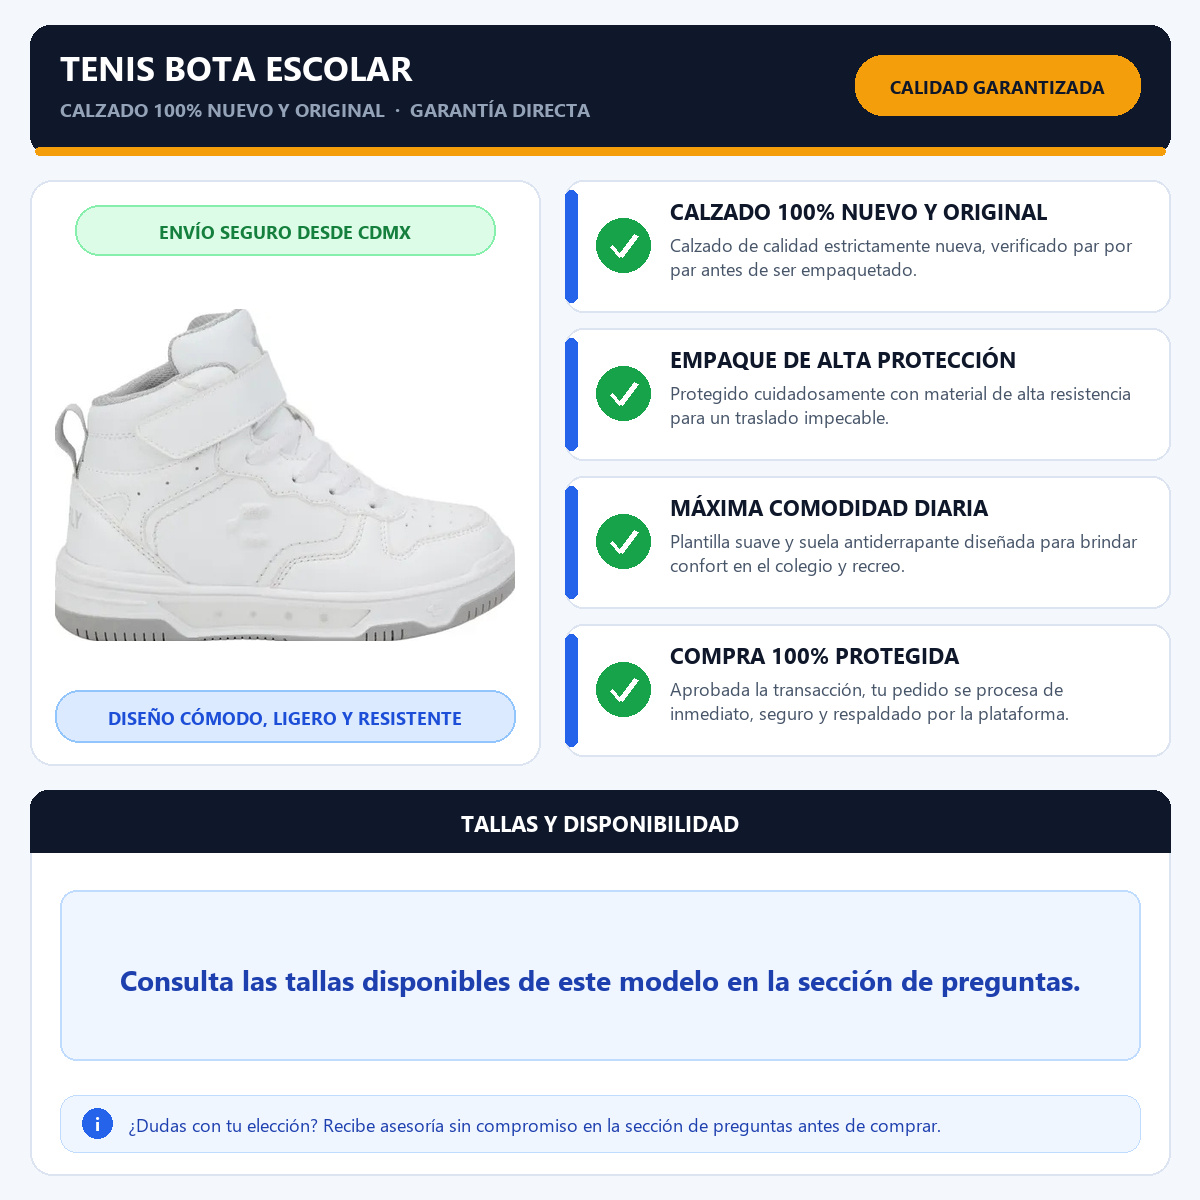 TENIS BOTA ESCOLAR
CALZADO 100% NUEVO Y ORIGINAL · GARANTÍA DIRECTA
CALIDAD GARANTIZADA
ENVÍO SEGURO DESDE CDMX
LY
DISEÑO CÓMODO, LIGERO Y RESISTENTE
CALZADO 100% NUEVO Y ORIGINAL
Calzado de calidad estrictamente nueva, verificado par por
par antes de ser empaquetado.
EMPAQUE DE ALTA PROTECCIÓN
Protegido cuidadosamente con material de alta resistencia
para un traslado impecable.
MÁXIMA COMODIDAD DIARIA
Plantilla suave y suela antiderrapante diseñada para brindar
confort en el colegio y recreo.
COMPRA 100% PROTEGIDA
Aprobada la transacción, tu pedido se procesa de
inmediato, seguro y respaldado por la plataforma.
TALLAS Y DISPONIBILIDAD
Consulta las tallas disponibles de este modelo en la sección de preguntas.
i
¿Dudas con tu elección? Recibe asesoría sin compromiso en la sección de preguntas antes de comprar.